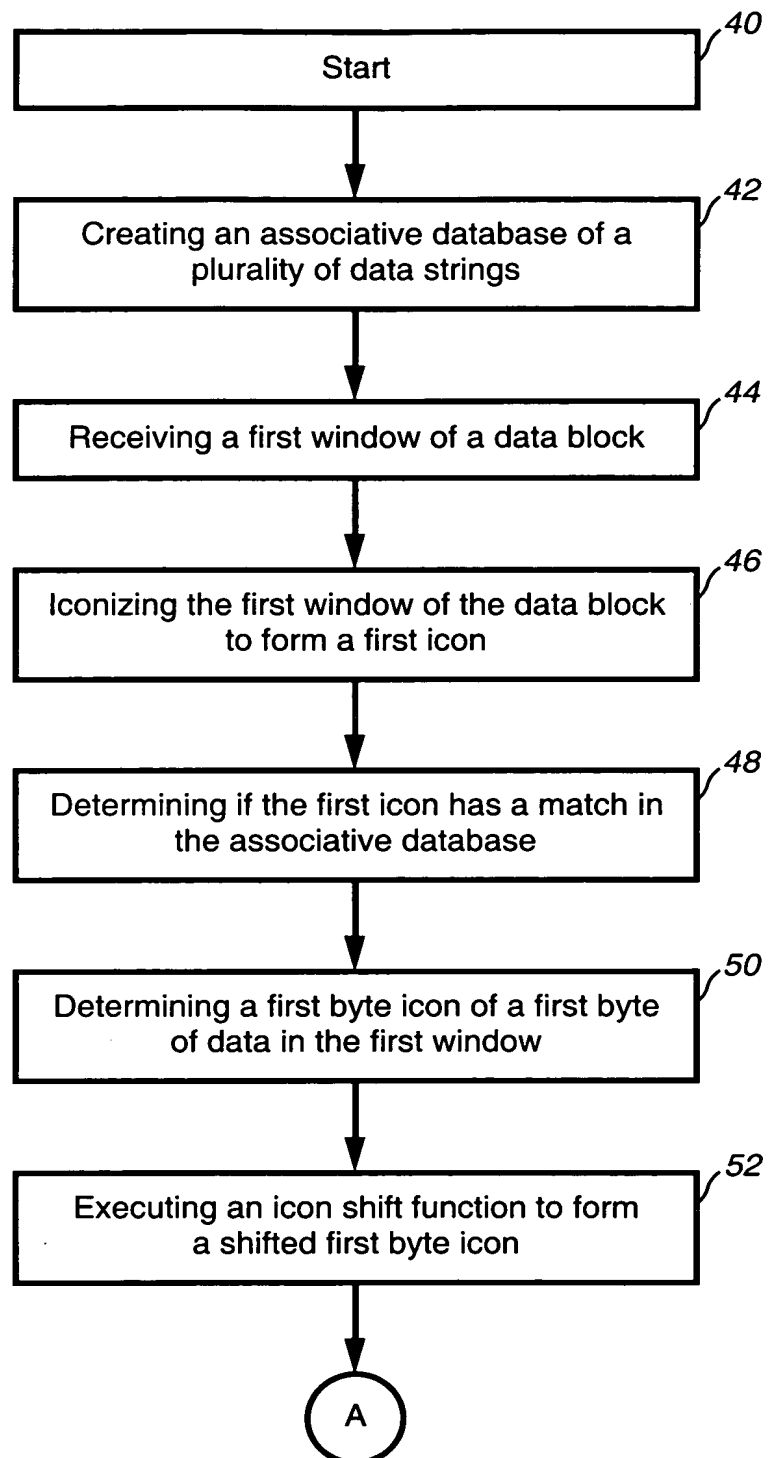 40
Start
42
Creating an associative database of a
plurality of data strings
44
Receiving a first window of a data block
46
Iconizing the first window of the data block
to form a first icon
48
Determining if the first icon has a match in
the associative database
50
Determining a first byte icon of a first byte
of data in the first window
52
Executing an icon shift function to form
a shifted first byte icon
A